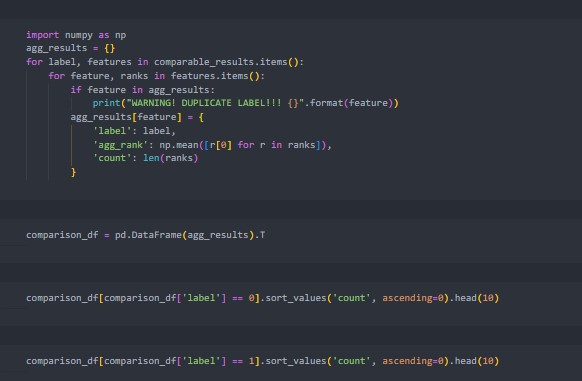 import numpy as np
agg_results = {}
for label, features in comparable_results.items():
    for feature, ranks in features.items():
        if feature in agg_results:
            print("WARNING! DUPLICATE LABEL!!! {}".format(feature))
        agg_results[feature] = {
            'label': label,
            'agg_rank': np.mean([r[0] for r in ranks]),
            'count': len(ranks)
        }
comparison_df = pd.DataFrame(agg_results).T
comparison_df[comparison_df['label'] == 0].sort_values('count', ascending=0).head(10)
comparison_df[comparison_df['label'] == 1].sort_values('count', ascending=0).head(10)